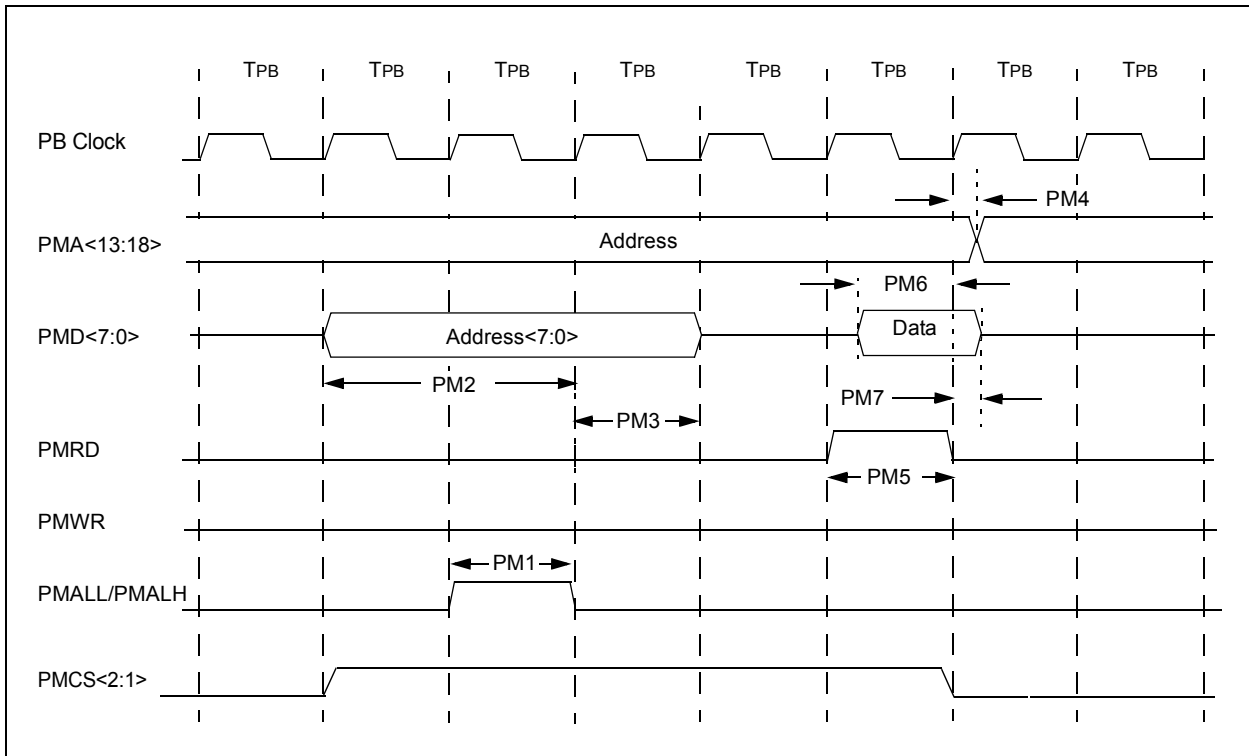 TPB TPB TPB TPB TPB TPB TPB TPB
PB Clock
PM4
PMA<13:18> Address
PM6
PMD<7:0> Address<7:0> Data
PM2
PM7
PM3
PMRD
PM5
PMWR
PM1
PMALL/PMALH
PMCS<2:1>